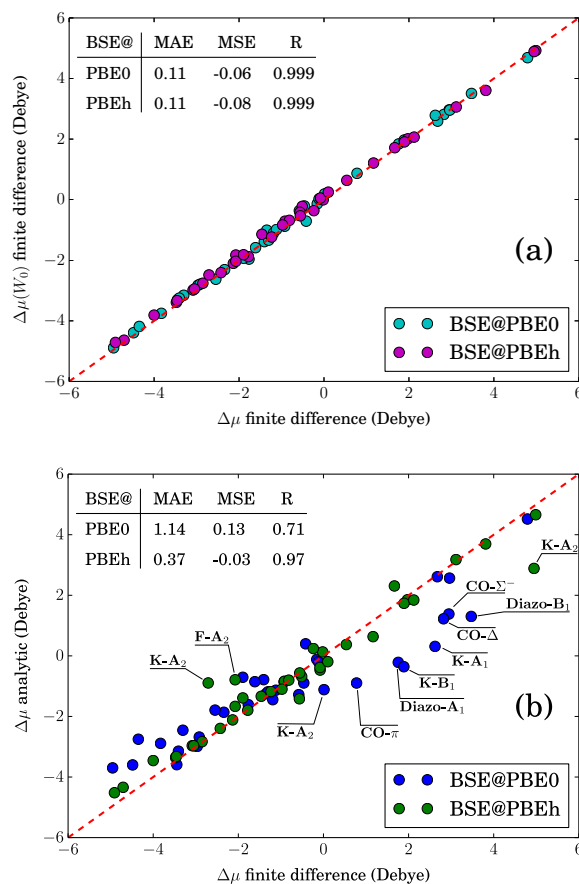 BSE@ MAE MSE R
PBE0 0.11 -0.06 0.999
PBEh 0.11 -0.08 0.999
6
4
2
0
−2
−4
−6
Δμ(W₀) finite difference (Debye)
(a)
BSE@PBE0
BSE@PBEh
−6 −4 −2 0 2 4 6
Δμ finite difference (Debye)
BSE@ MAE MSE R
PBE0 1.14 0.13 0.71
PBEh 0.37 -0.03 0.97
6
4
2
0
−2
−4
−6
Δμ analytic (Debye)
K-A₂
CO-Σ⁻
Diazo-B₁
CO-Δ
F-A₂
K-A₁
K-A₂
K-B₁
Diazo-A₁
K-A₂
CO-π
(b)
BSE@PBE0
BSE@PBEh
−6 −4 −2 0 2 4 6
Δμ finite difference (Debye)